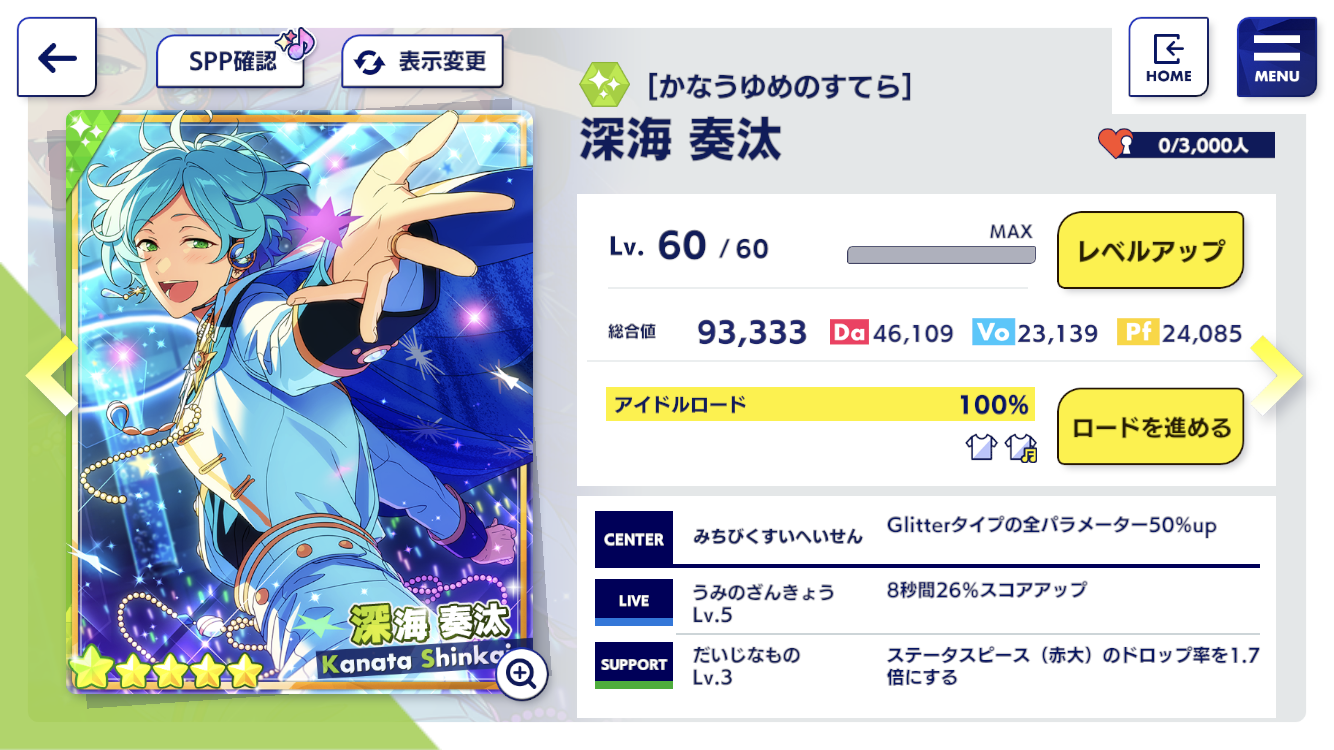 SPP確認
表示変更
HOME
MENU
[かなうゆめのすてら]
深海 奏汰
0/3,000人
Lv. 60 / 60
MAX
レベルアップ
総合値 93,333 Da 46,109 Vo 23,139 Pf 24,085
アイドルロード 100%
ロードを進める
CENTER みちびくすいへいせん Glitterタイプの全パラメーター50%up
LIVE うみのざんきょう Lv.5 8秒間26%スコアアップ
SUPPORT だいじなもの Lv.3 ステータスピース（赤大）のドロップ率を1.7
倍にする
深海 奏汰
Kanata Shinkai